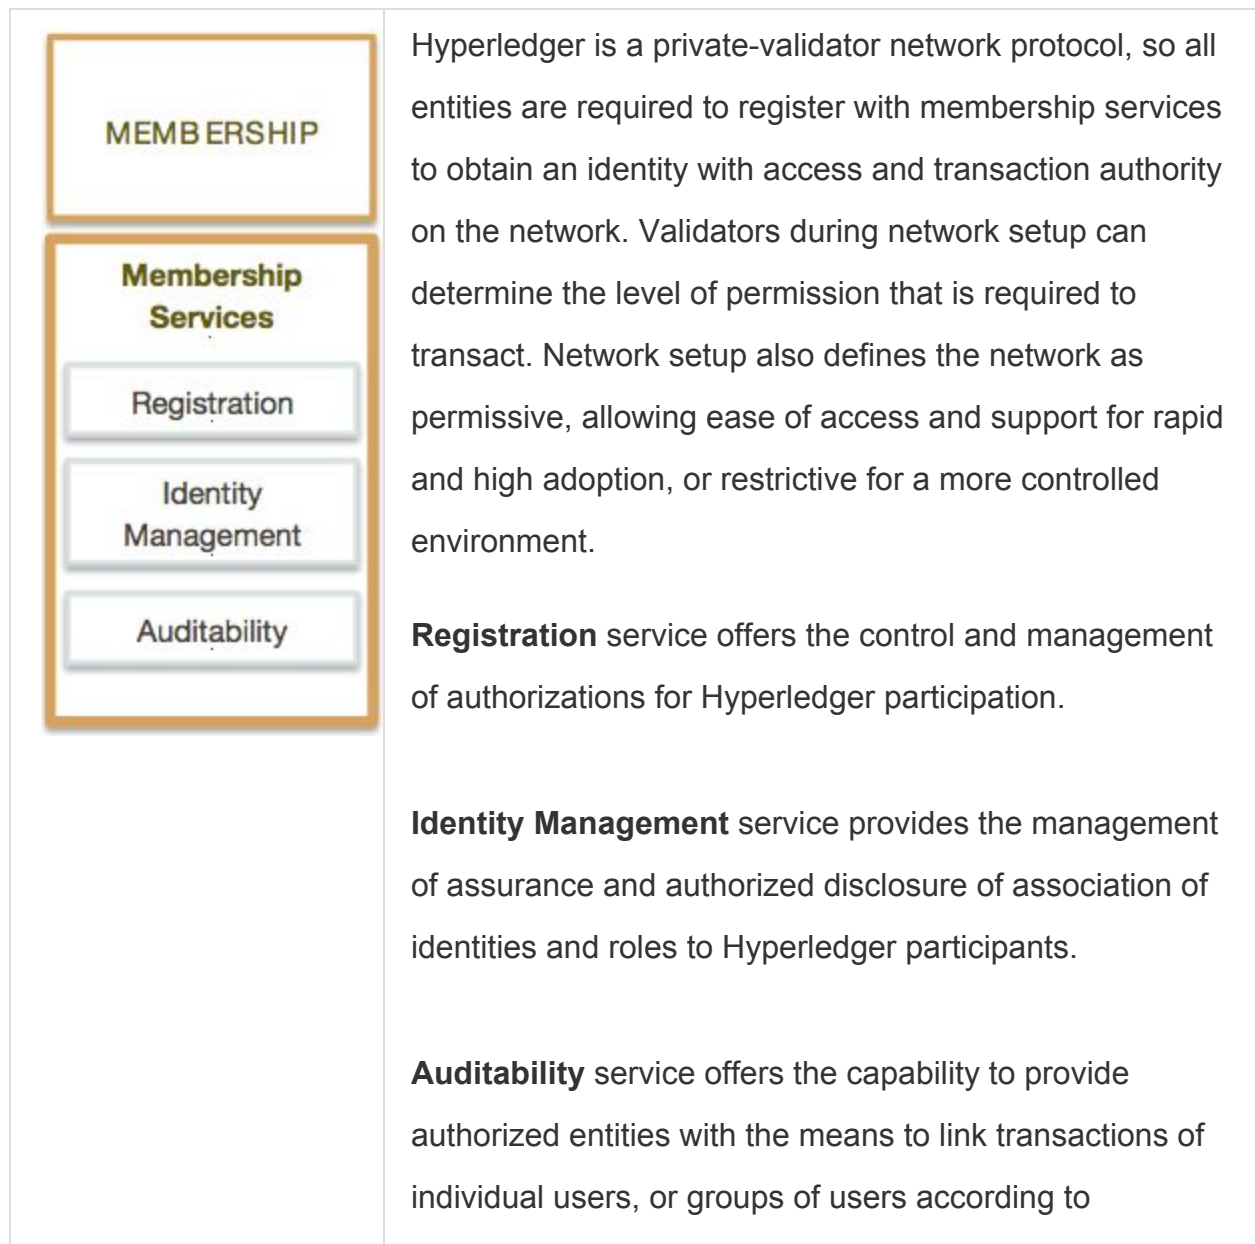 MEMBERSHIP
Membership
Services
Registration
Identity
Management
Auditability
Hyperledger is a private-validator network protocol, so all
entities are required to register with membership services
to obtain an identity with access and transaction authority
on the network. Validators during network setup can
determine the level of permission that is required to
transact. Network setup also defines the network as
permissive, allowing ease of access and support for rapid
and high adoption, or restrictive for a more controlled
environment.
Registration service offers the control and management
of authorizations for Hyperledger participation.
Identity Management service provides the management
of assurance and authorized disclosure of association of
identities and roles to Hyperledger participants.
Auditability service offers the capability to provide
authorized entities with the means to link transactions of
individual users, or groups of users according to